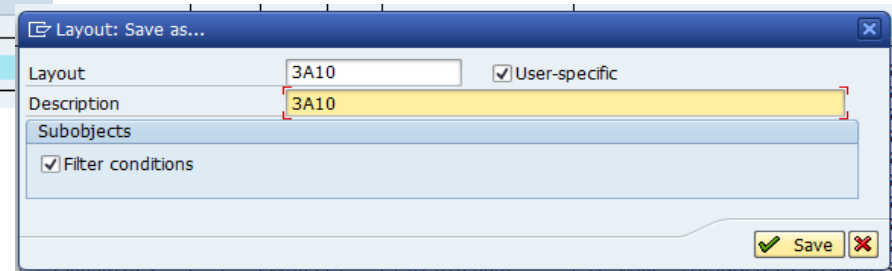 Layout: Save as...
Layout 3A10 User-specific
Description 3A10
Subobjects
Filter conditions
Save